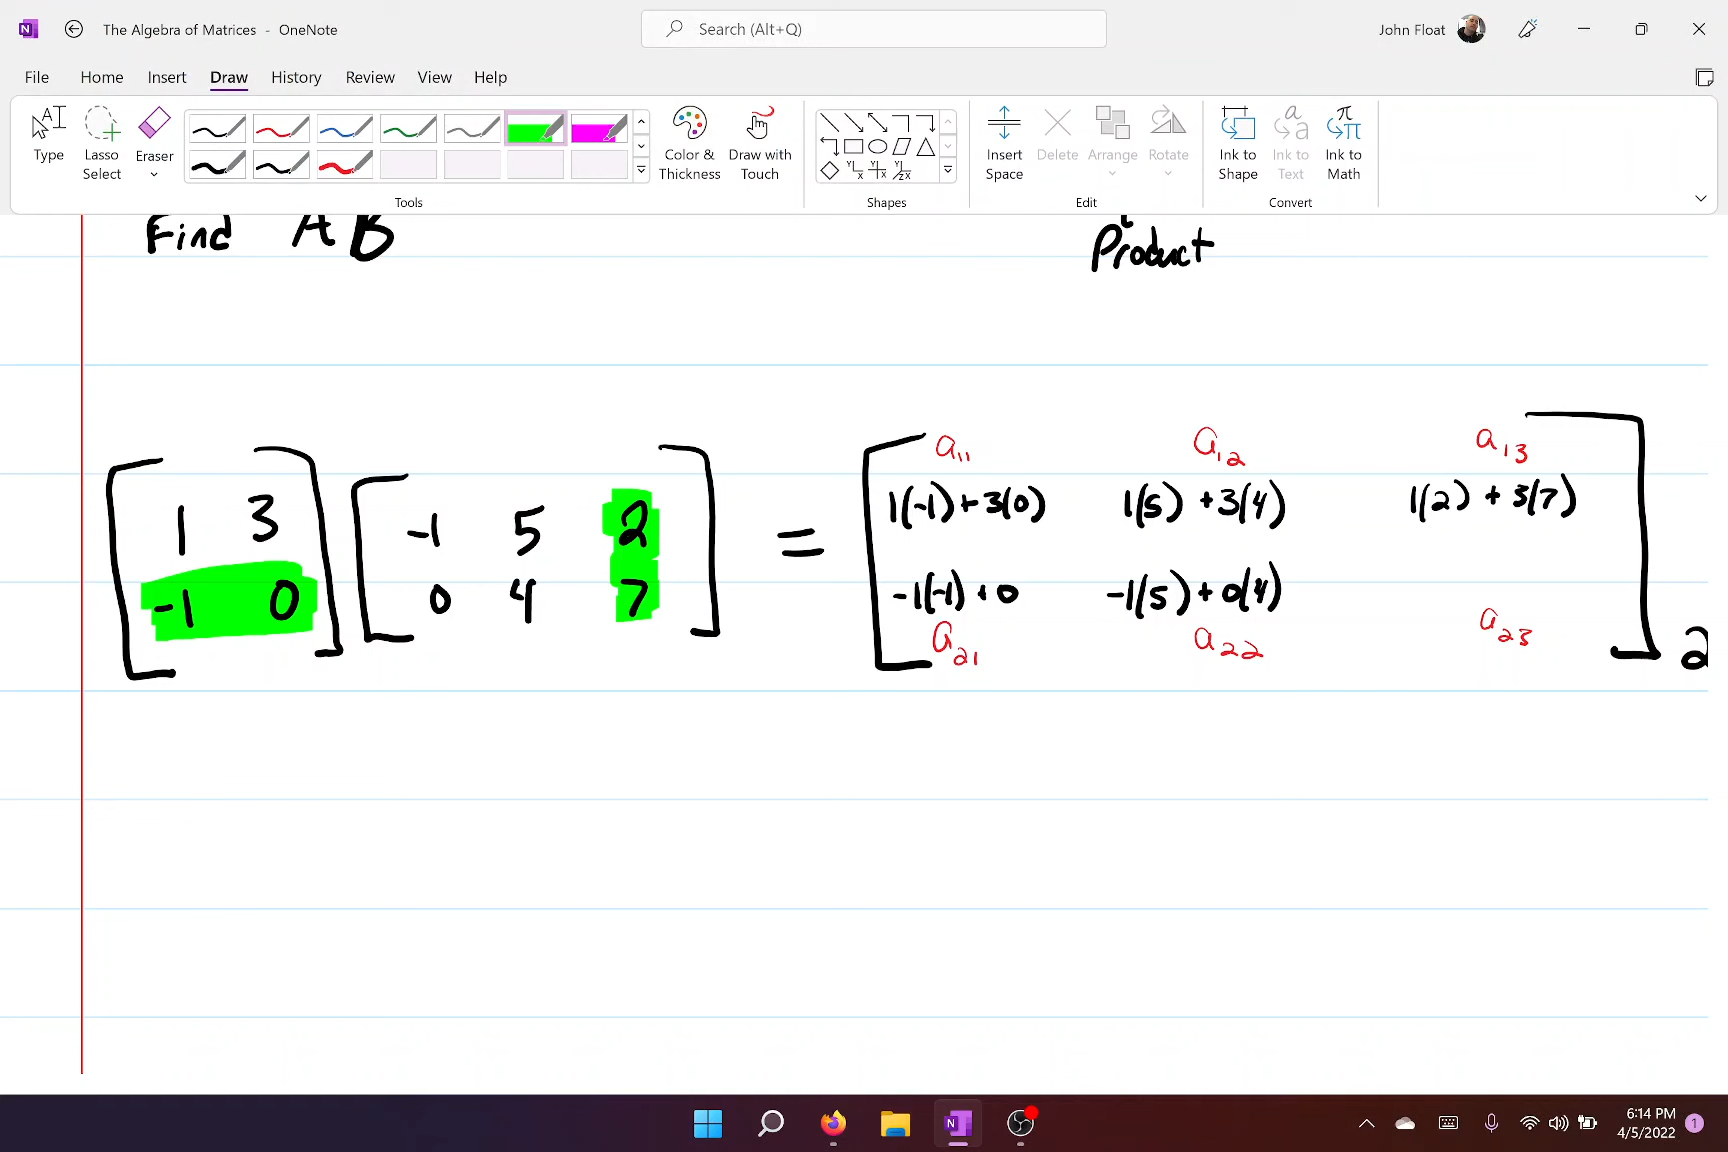 The Algebra of Matrices - OneNote
Search (Alt+Q)
John Float
File Home Insert Draw History Review View Help
Type
Lasso Select
Eraser
Color & Thickness
Draw with Touch
Insert Space
Delete
Arrange
Rotate
Ink to Shape
Ink to Text
Ink to Math
Tools
Shapes
Edit
Convert
Find AB
Product
a₁₁ a₁₂ a₁₃
1 3 -1 5 2 = 1(-1)+3(0) 1(5)+3(4) 1(2)+3(7)
-1 0 0 4 7 -1(-1)+0 -1(5)+0(4)
a₂₁ a₂₂ a₂₃ 2
6:14 PM
4/5/2022
1